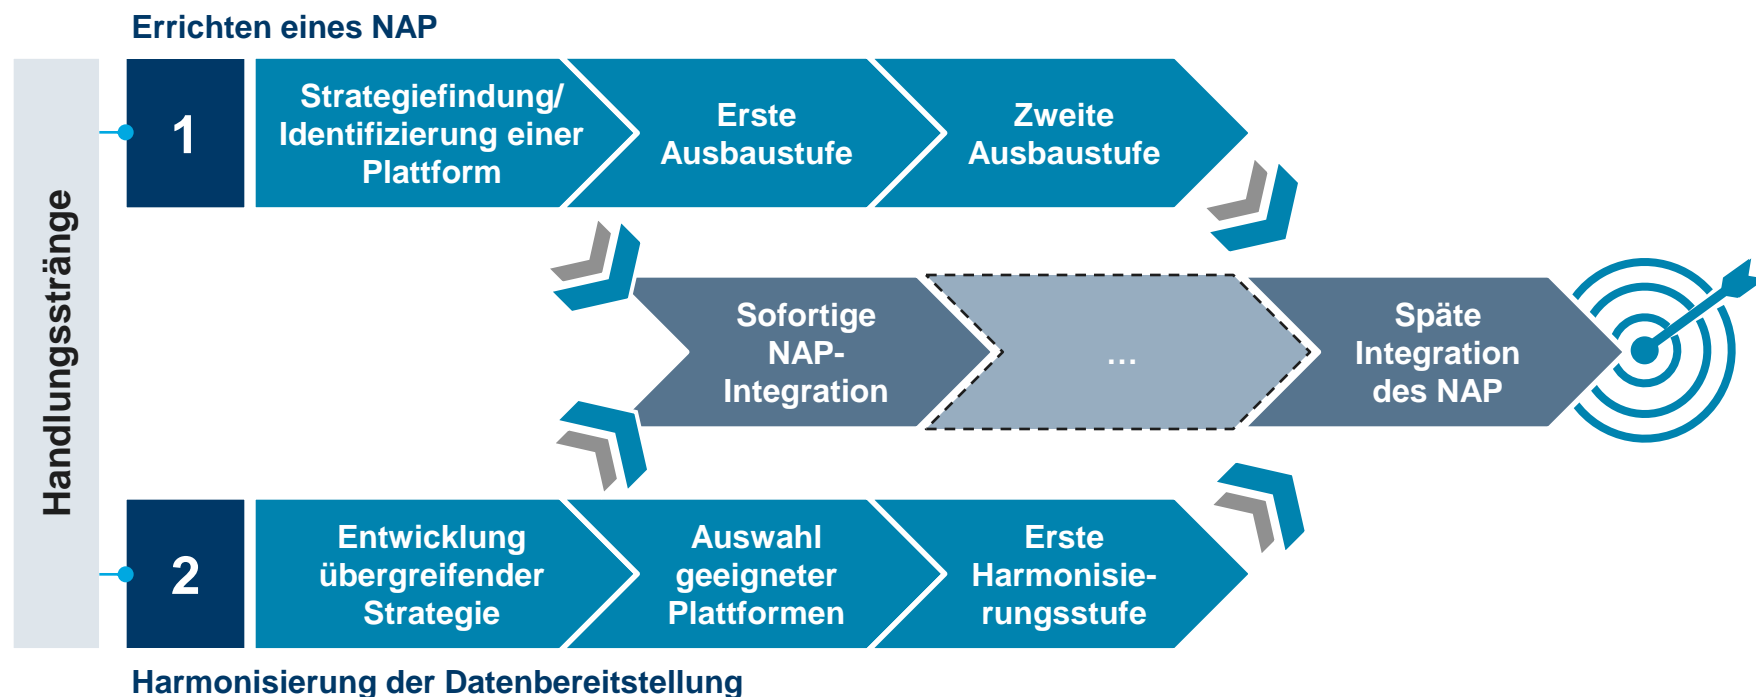 Errichten eines NAP
Handlungsstränge
1
Strategiefindung/
Identifizierung einer
Plattform
Erste
Ausbaustufe
Zweite
Ausbaustufe
Sofortige
NAP-
Integration
...
Späte
Integration
des NAP
2
Entwicklung
übergreifender
Strategie
Auswahl
geeigneter
Plattformen
Erste
Harmonisie-
rungsstufe
Harmonisierung der Datenbereitstellung